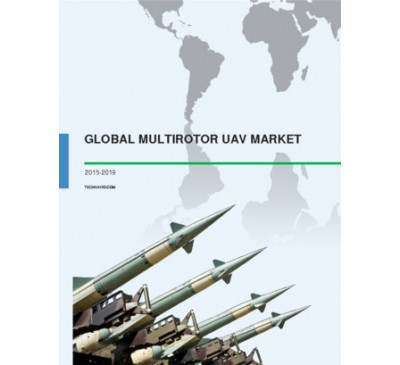 GLOBAL MULTIROTOR UAV MARKET
2015-2019
TECHNAVIO.COM